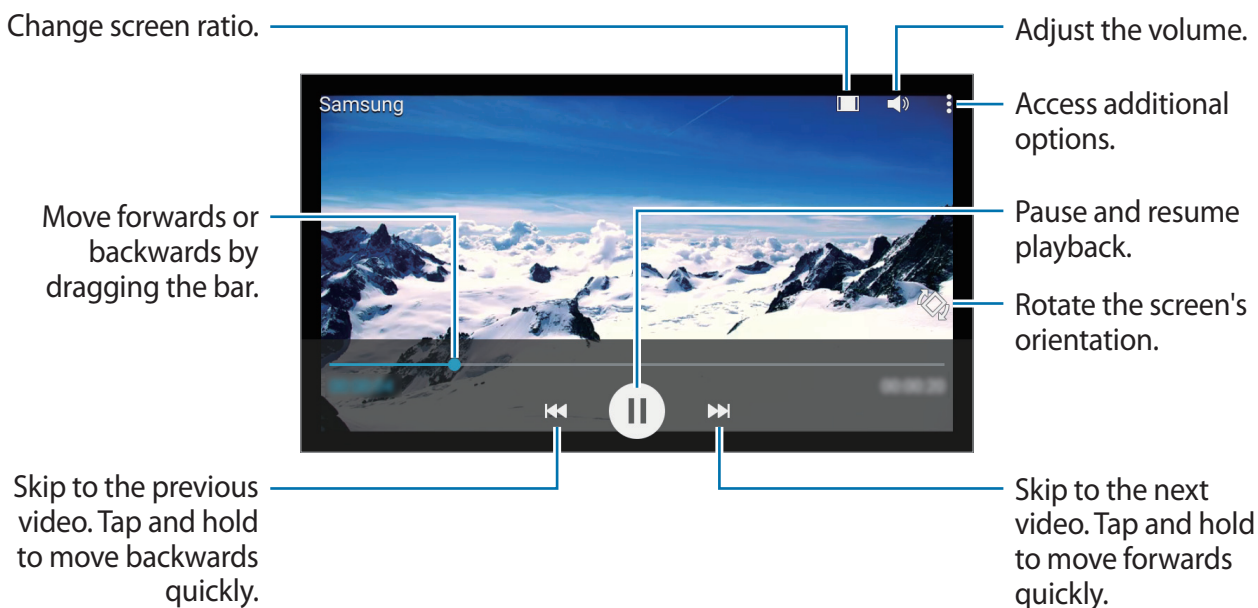 Change screen ratio.
Adjust the volume.
Samsung
Access additional
options.
Move forwards or
backwards by
dragging the bar.
Pause and resume
playback.
Rotate the screen's
orientation.
Skip to the previous
video. Tap and hold
to move backwards
quickly.
Skip to the next
video. Tap and hold
to move forwards
quickly.